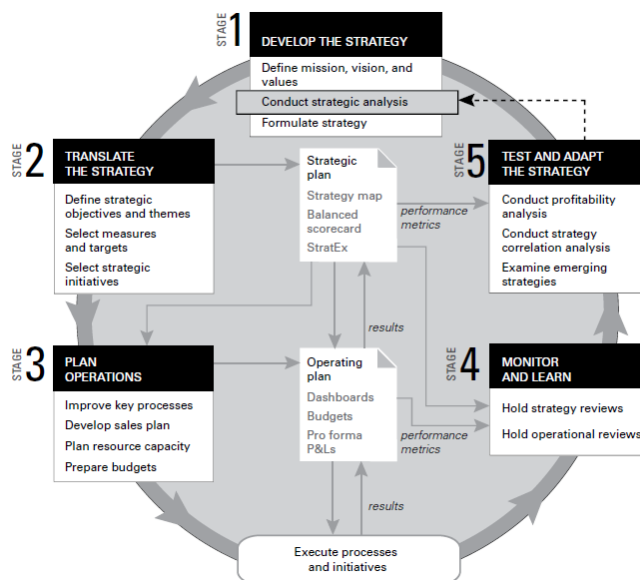 STAGE 1
DEVELOP THE STRATEGY
Define mission, vision, and
values
Conduct strategic analysis
Formulate strategy
STAGE 2
TRANSLATE
THE STRATEGY
Define strategic
objectives and themes
Select measures
and targets
Select strategic
initiatives
Strategic
plan
Strategy map
Balanced
scorecard
StratEx
performance
metrics
STAGE 5
TEST AND ADAPT
THE STRATEGY
Conduct profitability
analysis
Conduct strategy
correlation analysis
Examine emerging
strategies
results
STAGE 3
PLAN
OPERATIONS
Improve key processes
Develop sales plan
Plan resource capacity
Prepare budgets
Operating
plan
Dashboards
Budgets
Pro forma
P&Ls
performance
metrics
STAGE 4
MONITOR
AND LEARN
Hold strategy reviews
Hold operational reviews
results
Execute processes
and initiatives